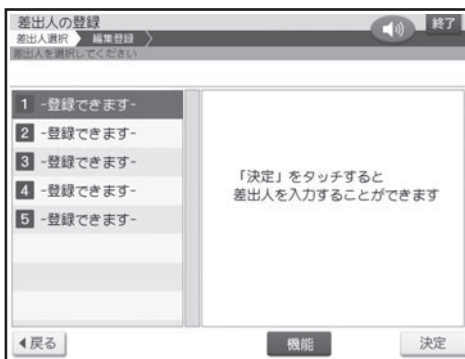 差出人の登録
終了
差出人選択 編集登録
差出人を選択してください
1 -登録できます-
2 -登録できます-
3 -登録できます-
4 -登録できます-
5 -登録できます-
「決定」をタッチすると
差出人を入力することができます
戻る 機能 決定